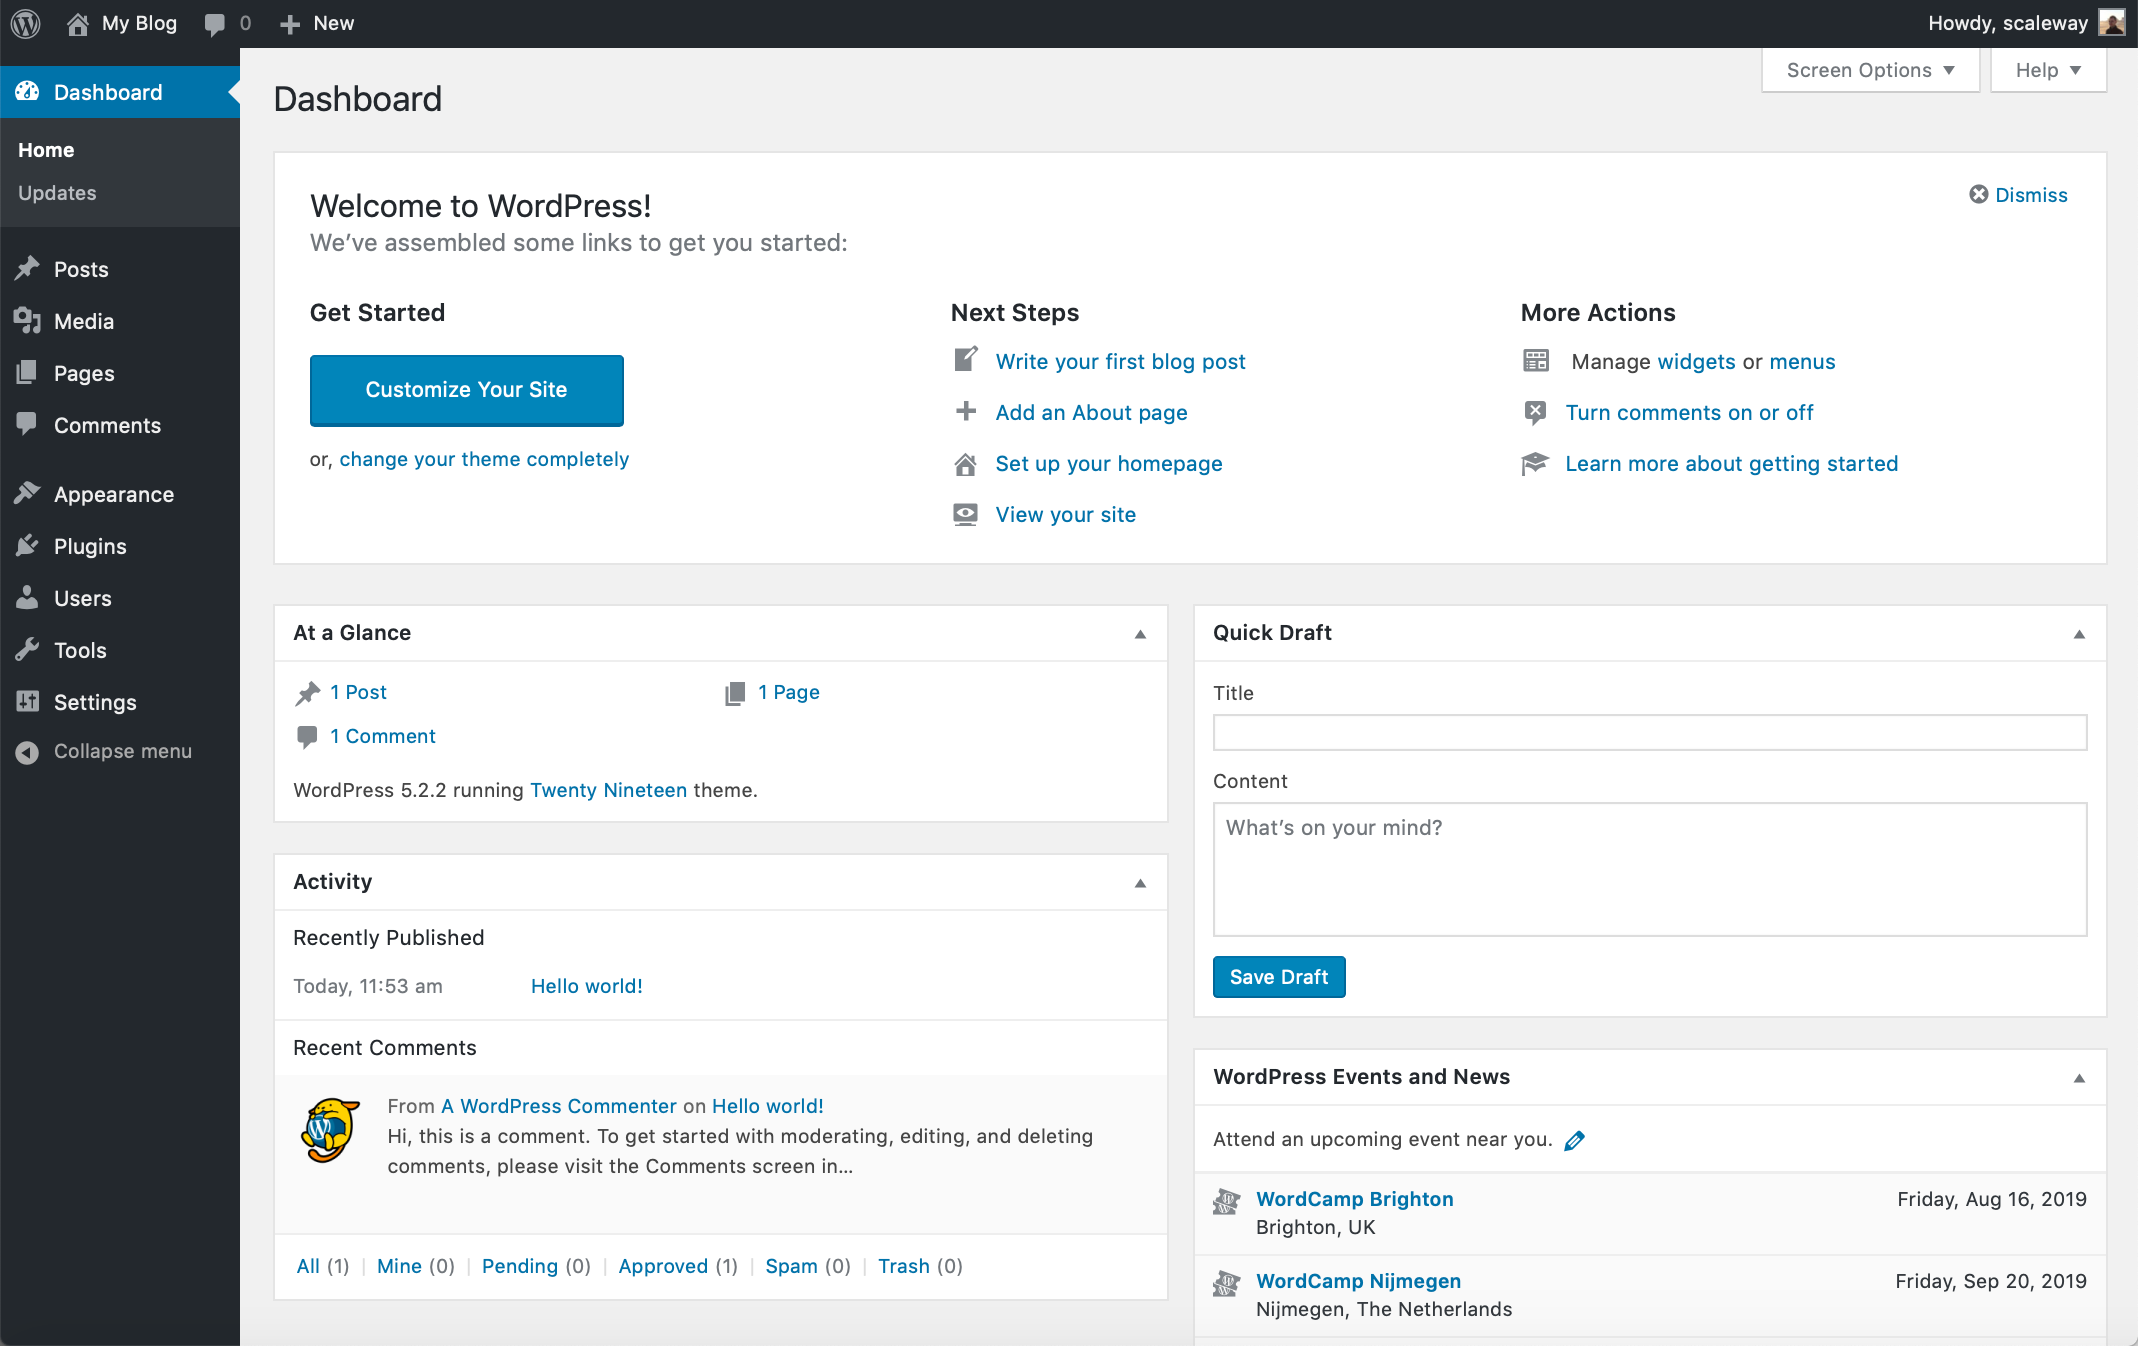 My Blog 0 New
Howdy, scaleway
Dashboard
Home
Updates
Posts
Media
Pages
Comments
Appearance
Plugins
Users
Tools
Settings
Collapse menu
Screen Options
Help
Dashboard
Welcome to WordPress!
Dismiss
We’ve assembled some links to get you started:
Get Started
Customize Your Site
or, change your theme completely
Next Steps
Write your first blog post
Add an About page
Set up your homepage
View your site
More Actions
Manage widgets or menus
Turn comments on or off
Learn more about getting started
At a Glance
1 Post
1 Page
1 Comment
WordPress 5.2.2 running Twenty Nineteen theme.
Activity
Recently Published
Today, 11:53 am Hello world!
Recent Comments
From A WordPress Commenter on Hello world!
Hi, this is a comment. To get started with moderating, editing, and deleting
comments, please visit the Comments screen in…
All (1) | Mine (0) | Pending (0) | Approved (1) | Spam (0) | Trash (0)
Quick Draft
Title
Content
What’s on your mind?
Save Draft
WordPress Events and News
Attend an upcoming event near you.
WordCamp Brighton Friday, Aug 16, 2019
Brighton, UK
WordCamp Nijmegen Friday, Sep 20, 2019
Nijmegen, The Netherlands